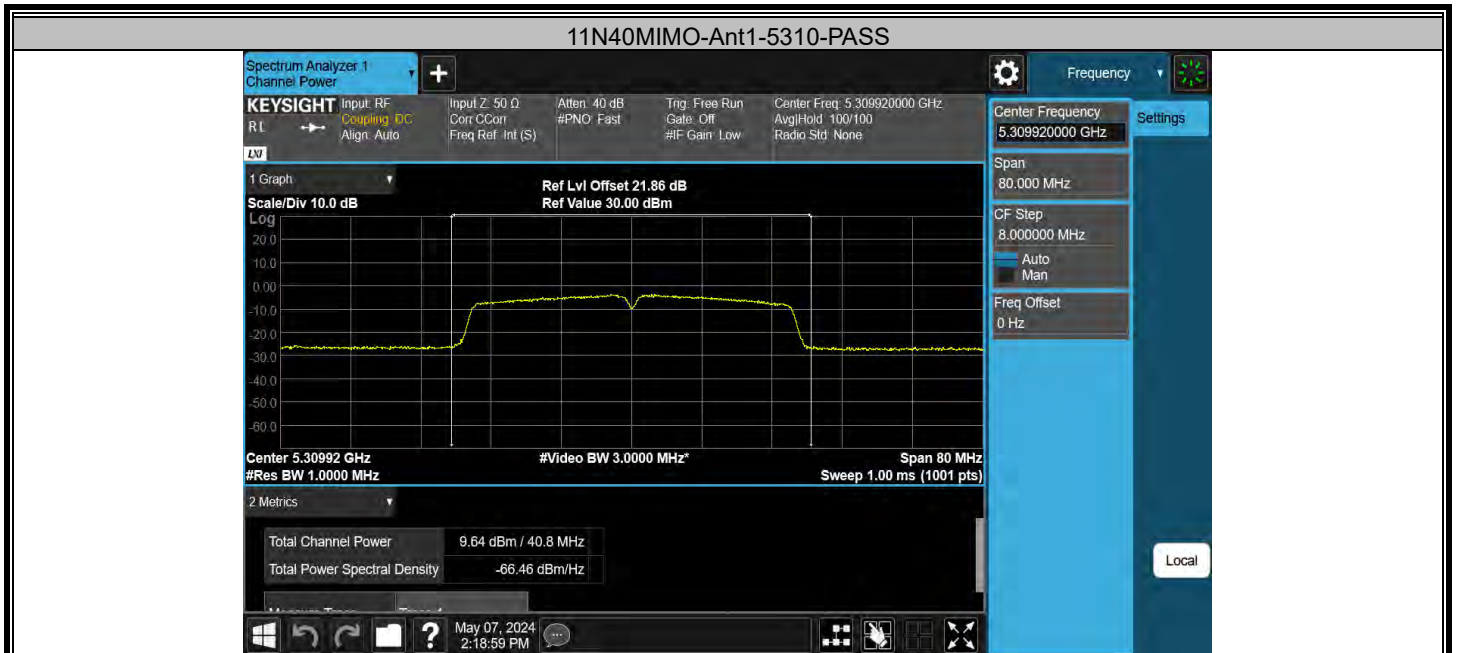 11N40MIMO-Ant1-5310-PASS
Spectrum Analyzer 1
Channel Power
+
Frequency
KEYSIGHT
Input: RF
Coupling: DC
Align: Auto
Input Z: 50 Ω
Corr CCorr
Freq Ref: Int (S)
Atten: 40 dB
#PNO: Fast
Trig: Free Run
Gate: Off
#IF Gain: Low
Center Freq: 5.309920000 GHz
Avg|Hold: 100/100
Radio Std: None
LXI
Center Frequency
5.309920000 GHz
Settings
Span
80.000 MHz
CF Step
8.000000 MHz
Auto
Man
Freq Offset
0 Hz
Local
1 Graph
Ref Lvl Offset 21.86 dB
Scale/Div 10.0 dB
Ref Value 30.00 dBm
Log
20.0
10.0
0.00
-10.0
-20.0
-30.0
-40.0
-50.0
-60.0
Center 5.30992 GHz
#Video BW 3.0000 MHz*
Span 80 MHz
#Res BW 1.0000 MHz
Sweep 1.00 ms (1001 pts)
2 Metrics
Total Channel Power 9.64 dBm / 40.8 MHz
Total Power Spectral Density -66.46 dBm/Hz
?
May 07, 2024
2:18:59 PM